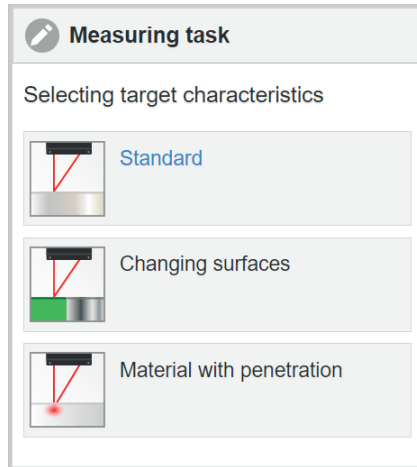 Measuring task
Selecting target characteristics
Standard
Changing surfaces
Material with penetration